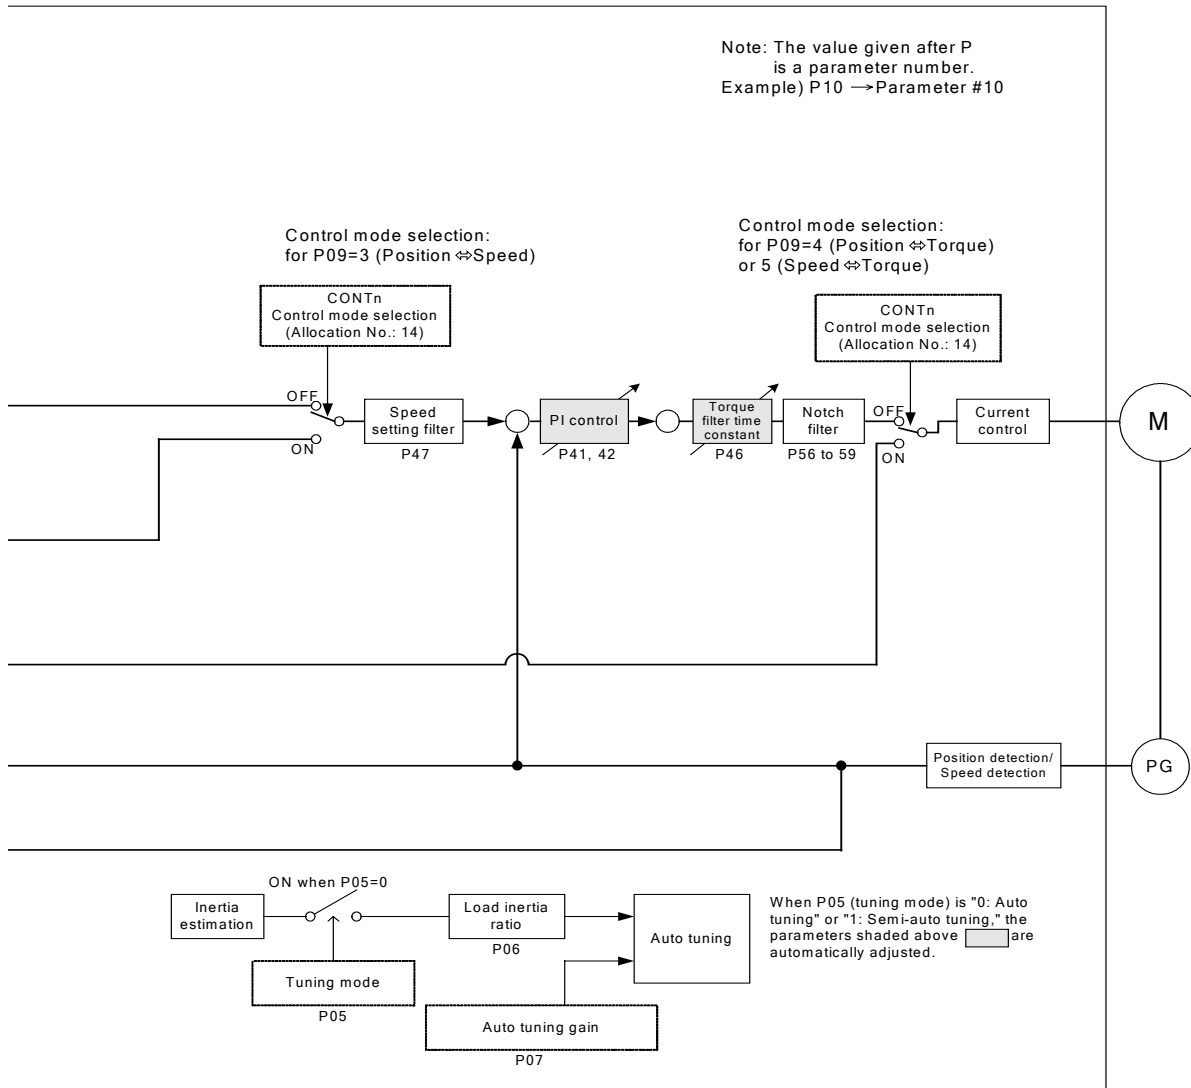 Note: The value given after P
is a parameter number.
Example) P10 →Parameter #10
Control mode selection:
for P09=3 (Position ⇔Speed)
Control mode selection:
for P09=4 (Position ⇔Torque)
or 5 (Speed ⇔Torque)
CONTn
Control mode selection
(Allocation No.: 14)
CONTn
Control mode selection
(Allocation No.: 14)
OFF
ON
Speed
setting filter
P47
PI control
P41, 42
Torque
filter time
constant
P46
Notch
filter
P56 to 59
OFF
ON
Current
control
M
Position detection/
Speed detection
PG
ON when P05=0
Inertia
estimation
Load inertia
ratio
P06
Auto tuning
When P05 (tuning mode) is "0: Auto
tuning" or "1: Semi-auto tuning," the
parameters shaded above are
automatically adjusted.
Tuning mode
P05
Auto tuning gain
P07